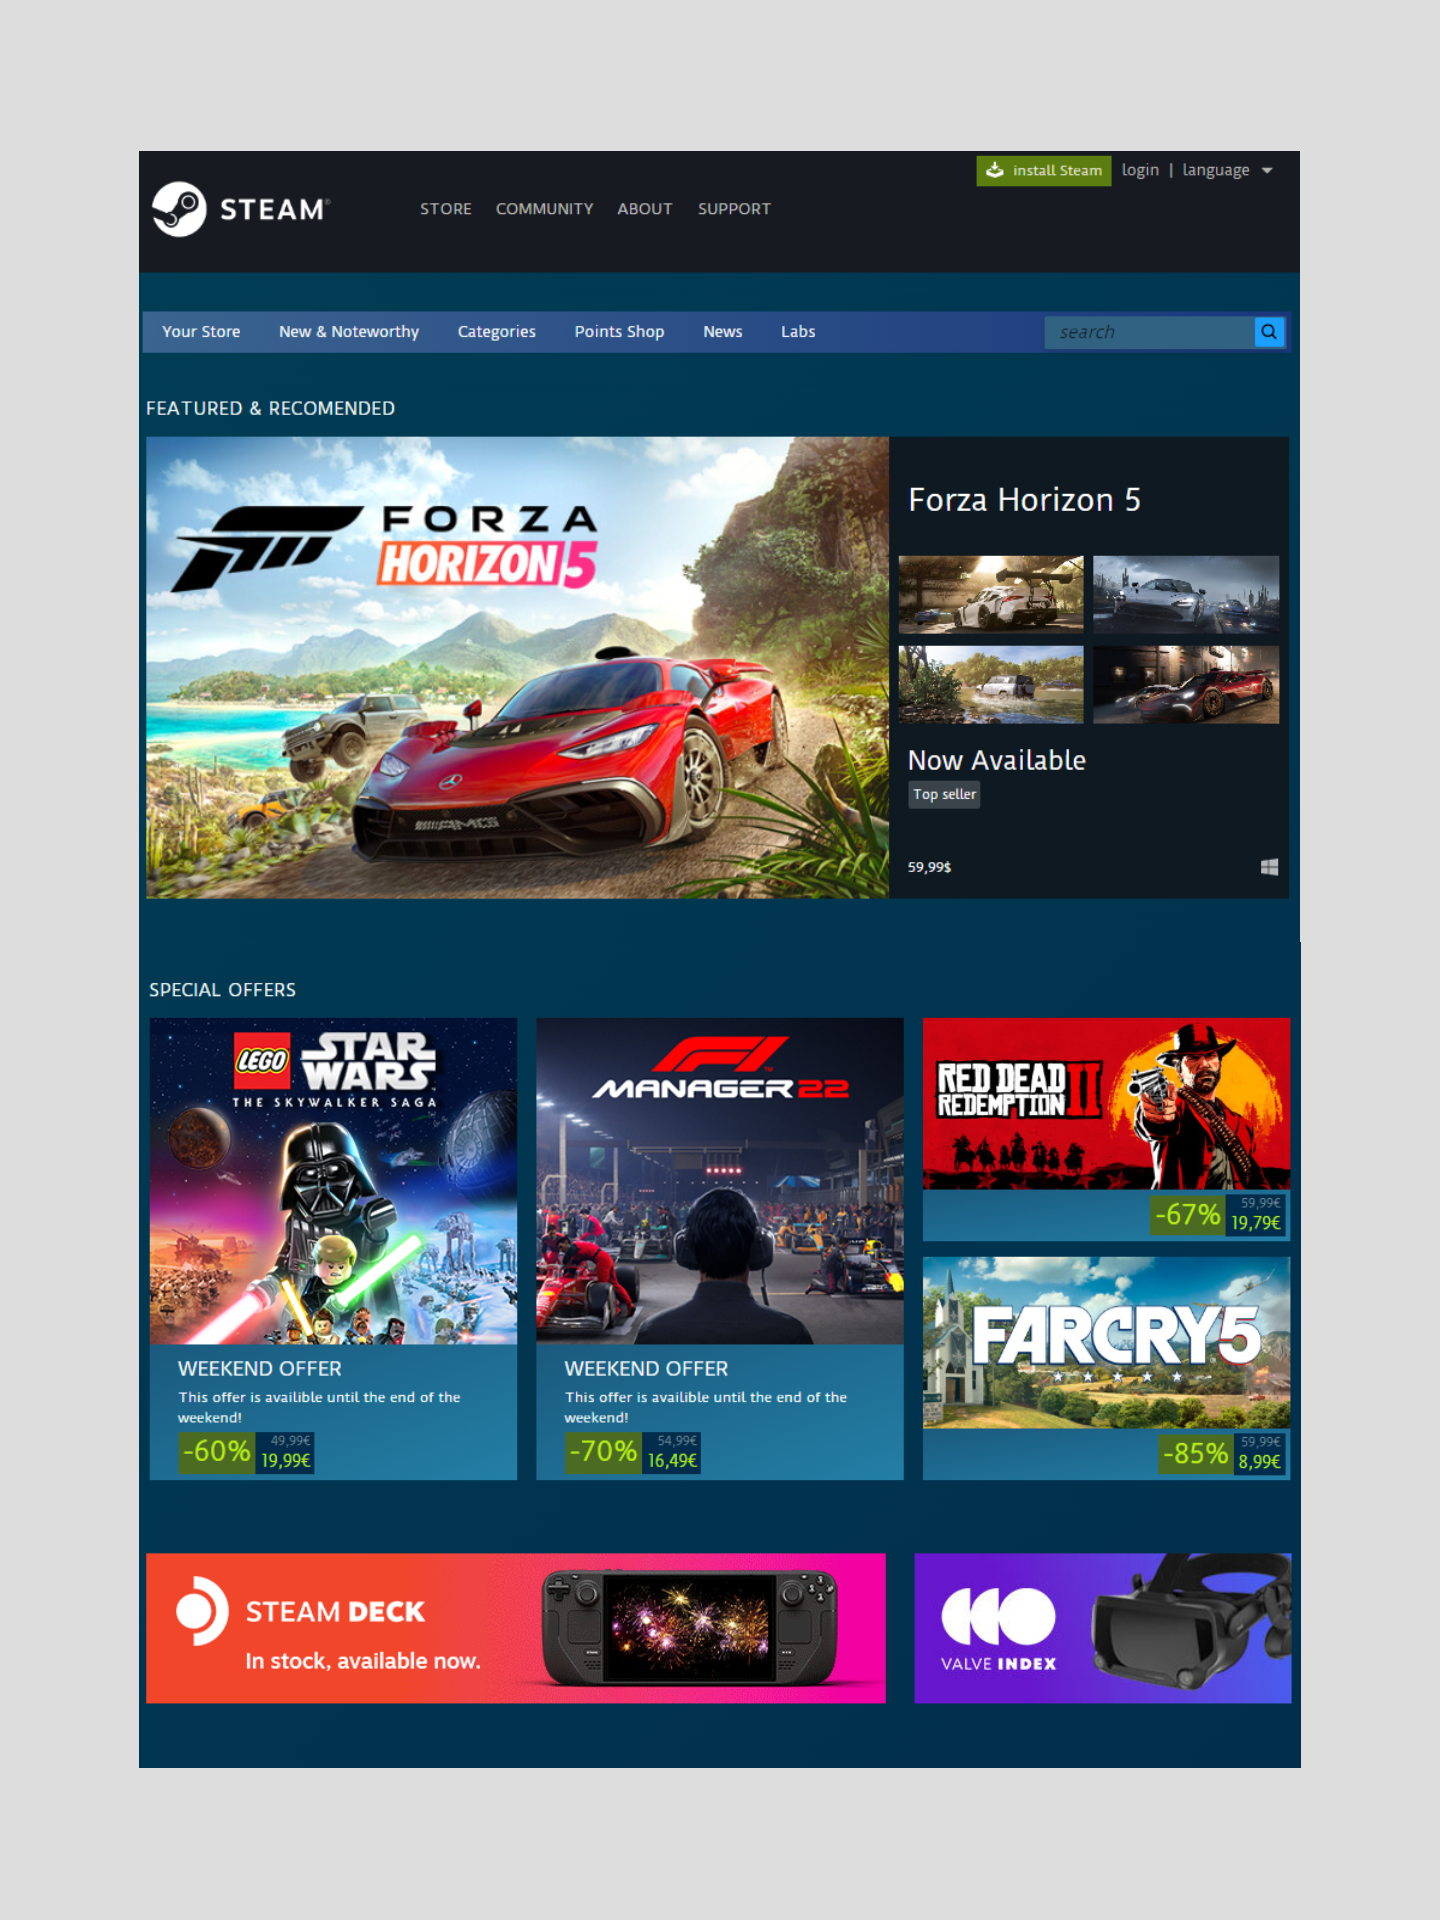 install Steam login | language
STEAM®
STORE COMMUNITY ABOUT SUPPORT
Your Store New & Noteworthy Categories Points Shop News Labs search
FEATURED & RECOMENDED
FORZA
HORIZON 5
AMG
Forza Horizon 5
Now Available
Top seller
59,99$
SPECIAL OFFERS
LEGO STAR WARS™
THE SKYWALKER SAGA
WEEKEND OFFER
This offer is availible until the end of the
weekend!
-60% 49,99€
19,99€
F1™
MANAGER 22
WEEKEND OFFER
This offer is availible until the end of the
weekend!
-70% 54,99€
16,49€
RED DEAD
REDEMPTION II
-67% 59,99€
19,79€
FARCRY5
-85% 59,99€
8,99€
STEAM DECK
In stock, available now.
VALVE INDEX